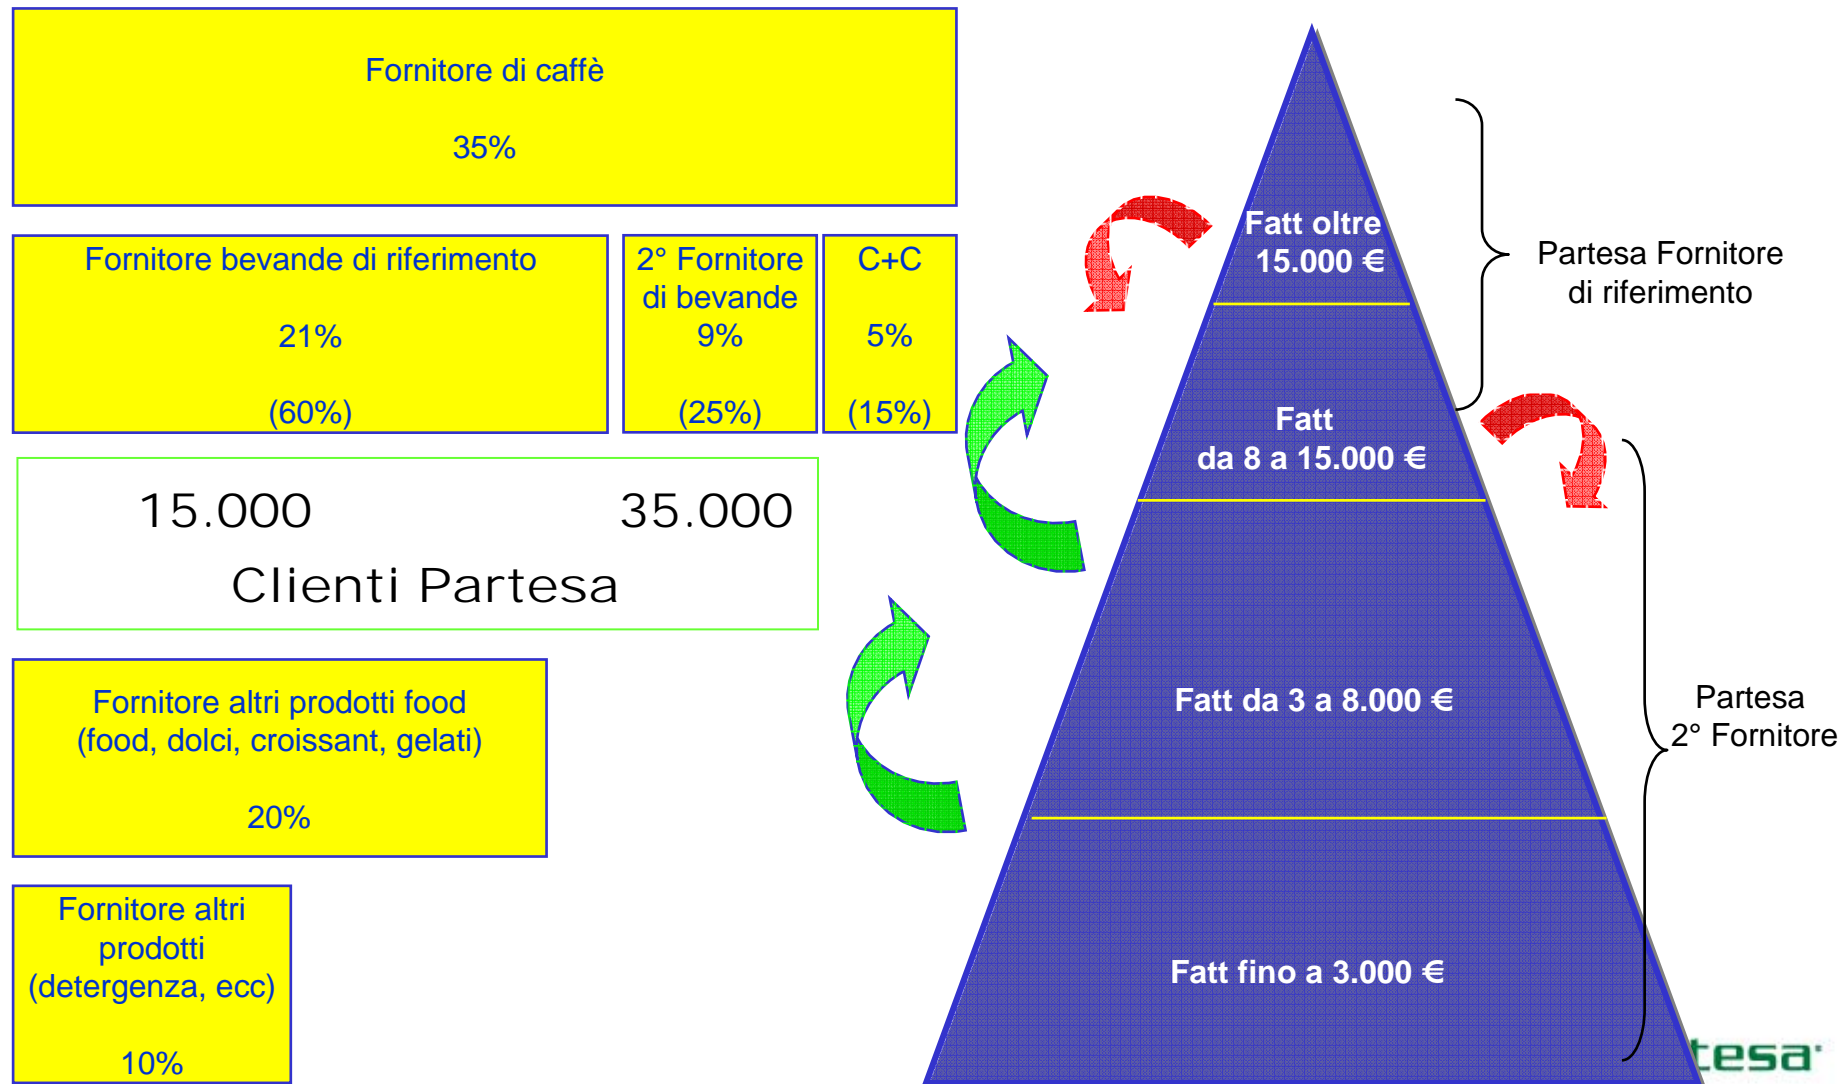 Fornitore di caffè
35%
Fornitore bevande di riferimento
21%
(60%)
2° Fornitore
di bevande
9%
(25%)
C+C
5%
(15%)
15.000 35.000
Clienti Partesa
Fornitore altri prodotti food
(food, dolci, croissant, gelati)
20%
Fornitore altri
prodotti
(detergenza, ecc)
10%
Fatt oltre
15.000 €
Fatt
da 8 a 15.000 €
Fatt da 3 a 8.000 €
Fatt fino a 3.000 €
Partesa Fornitore
di riferimento
Partesa
2° Fornitore
tesa